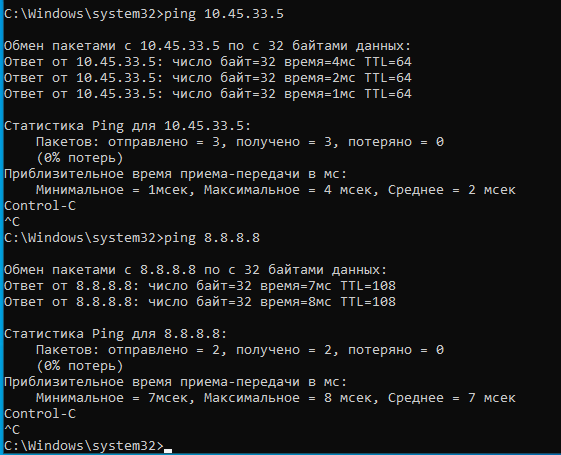 C:\Windows\system32>ping 10.45.33.5
Обмен пакетами с 10.45.33.5 по с 32 байтами данных:
Ответ от 10.45.33.5: число байт=32 время=4мс TTL=64
Ответ от 10.45.33.5: число байт=32 время=2мс TTL=64
Ответ от 10.45.33.5: число байт=32 время=1мс TTL=64
Статистика Ping для 10.45.33.5:
Пакетов: отправлено = 3, получено = 3, потеряно = 0
(0% потерь)
Приблизительное время приема-передачи в мс:
Минимальное = 1мсек, Максимальное = 4 мсек, Среднее = 2 мсек
Control-C
^C
C:\Windows\system32>ping 8.8.8.8
Обмен пакетами с 8.8.8.8 по с 32 байтами данных:
Ответ от 8.8.8.8: число байт=32 время=7мс TTL=108
Ответ от 8.8.8.8: число байт=32 время=8мс TTL=108
Статистика Ping для 8.8.8.8:
Пакетов: отправлено = 2, получено = 2, потеряно = 0
(0% потерь)
Приблизительное время приема-передачи в мс:
Минимальное = 7мсек, Максимальное = 8 мсек, Среднее = 7 мсек
Control-C
^C
C:\Windows\system32>